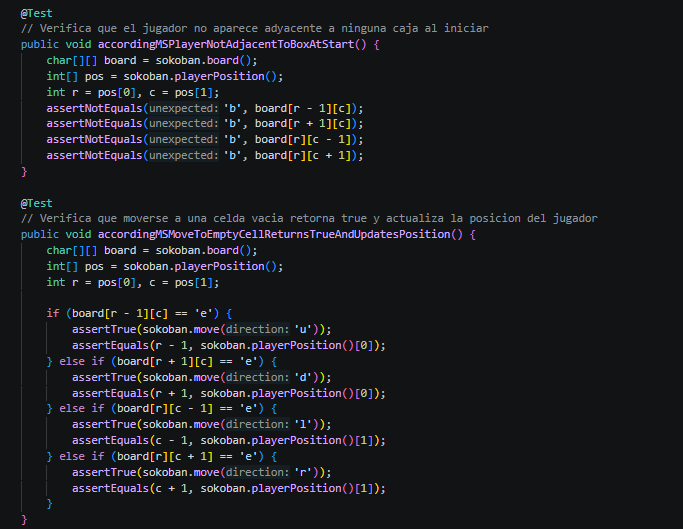 @Test
// Verifica que el jugador no aparece adyacente a ninguna caja al iniciar
public void accordingMSPlayerNotAdjacentToBoxAtStart() {
char[][] board = sokoban.board();
int[] pos = sokoban.playerPosition();
int r = pos[0], c = pos[1];
assertNotEquals(unexpected: 'b', board[r - 1][c]);
assertNotEquals(unexpected: 'b', board[r + 1][c]);
assertNotEquals(unexpected: 'b', board[r][c - 1]);
assertNotEquals(unexpected: 'b', board[r][c + 1]);
}
@Test
// Verifica que moverse a una celda vacia retorna true y actualiza la posicion del jugador
public void accordingMSMoveToEmptyCellReturnsTrueAndUpdatesPosition() {
char[][] board = sokoban.board();
int[] pos = sokoban.playerPosition();
int r = pos[0], c = pos[1];
if (board[r - 1][c] == 'e') {
assertTrue(sokoban.move(direction: 'u'));
assertEquals(r - 1, sokoban.playerPosition()[0]);
} else if (board[r + 1][c] == 'e') {
assertTrue(sokoban.move(direction: 'd'));
assertEquals(r + 1, sokoban.playerPosition()[0]);
} else if (board[r][c - 1] == 'e') {
assertTrue(sokoban.move(direction: 'l'));
assertEquals(c - 1, sokoban.playerPosition()[1]);
} else if (board[r][c + 1] == 'e') {
assertTrue(sokoban.move(direction: 'r'));
assertEquals(c + 1, sokoban.playerPosition()[1]);
}
}